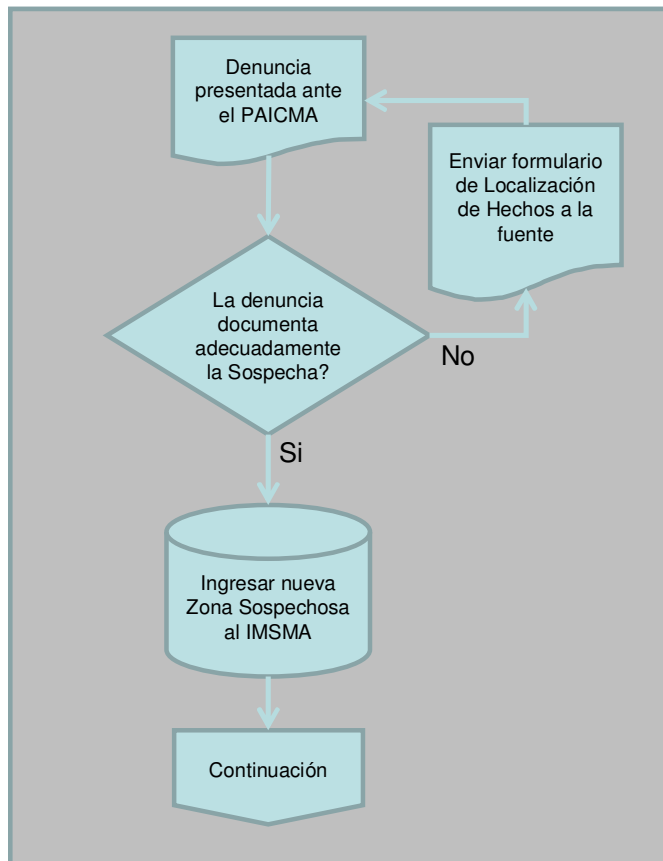 Denuncia
presentada ante
el PAICMA
Enviar formulario
de Localización
de Hechos a la
fuente
La denuncia
documenta
adecuadamente
la Sospecha?
No
Si
Ingresar nueva
Zona Sospechosa
al IMSMA
Continuación